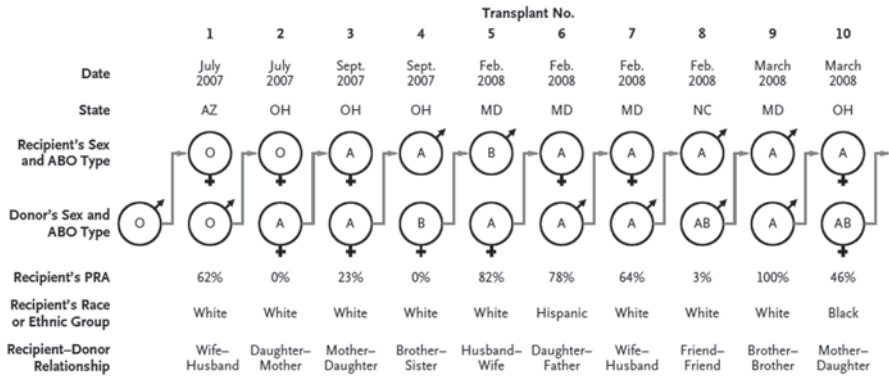 Transplant No.
1 2 3 4 5 6 7 8 9 10
Date July 2007 July 2007 Sept. 2007 Sept. 2007 Feb. 2008 Feb. 2008 Feb. 2008 Feb. 2008 March 2008 March 2008
State AZ OH OH OH MD MD MD NC MD OH
Recipient's Sex and ABO Type O O A A B A A A A A
Donor's Sex and ABO Type O O A A B A A A AB A AB
Recipient's PRA 62% 0% 23% 0% 82% 78% 64% 3% 100% 46%
Recipient's Race or Ethnic Group White White White White White Hispanic White White White Black
Recipient–Donor Relationship Wife–Husband Daughter–Mother Mother–Daughter Brother–Sister Husband–Wife Daughter–Father Wife–Husband Friend–Friend Brother–Brother Mother–Daughter